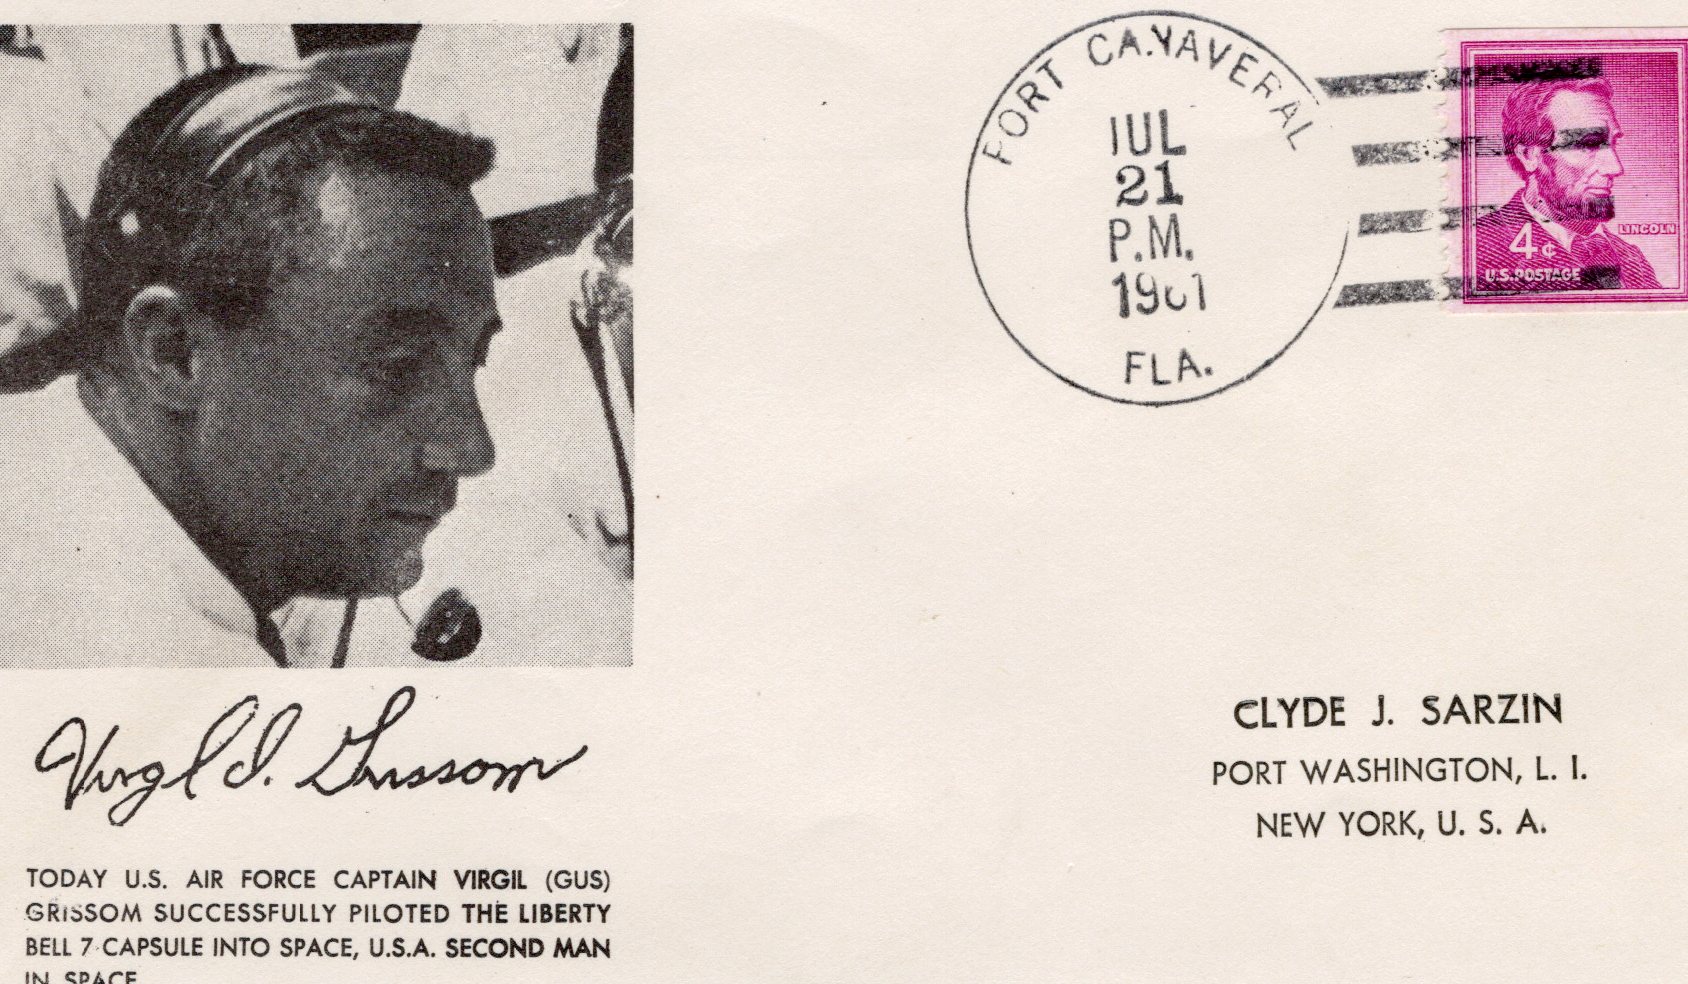 PORT CANAVERAL
JUL
21
P.M.
1961
FLA.
LINCOLN
4¢
U.S. POSTAGE
Virgil I. Grissom
CLYDE J. SARZIN
PORT WASHINGTON, L. I.
NEW YORK, U. S. A.
TODAY U.S. AIR FORCE CAPTAIN VIRGIL (GUS)
GRISSOM SUCCESSFULLY PILOTED THE LIBERTY
BELL 7 CAPSULE INTO SPACE, U.S.A. SECOND MAN
IN SPACE